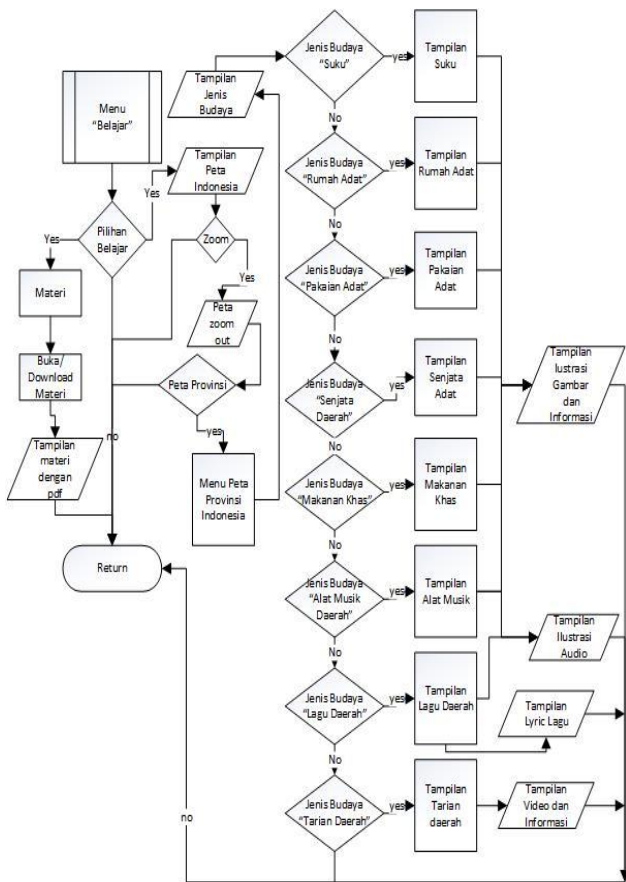 Menu
“Belajar”
Pilihan
Belajar
Yes
Yes
Materi
Buka/
Download
Materi
Tampilan
materi
dengan
pdf
Return
no
Tampilan
Peta
Indonesia
Zoom
Yes
Peta
zoom
out
Peta Provinsi
yes
Menu Peta
Provinsi
Indonesia
Tampilan
Jenis
Budaya
Jenis Budaya
“Suku”
yes
Tampilan
Suku
No
Jenis Budaya
“Rumah Adat”
yes
Tampilan
Rumah Adat
No
Jenis Budaya
“Pakaian Adat”
yes
Tampilan
Pakaian
Adat
No
Jenis Budaya
“Senjata
Daerah”
yes
Tampilan
Senjata
Adat
Tampilan
Ilustrasi
Gambar
dan
Informasi
No
Jenis Budaya
“Makanan Khas”
yes
Tampilan
Makanan
Khas
No
Jenis Budaya
“Alat Musik
Daerah”
yes
Tampilan
Alat Musik
Tampilan
Ilustrasi
Audio
No
Jenis Budaya
“Lagu Daerah”
yes
Tampilan
Lagu Daerah
Tampilan
Lyric Lagu
No
Jenis Budaya
“Tarian Daerah”
yes
Tampilan
Tarian
daerah
Tampilan
Video dan
Informasi
no